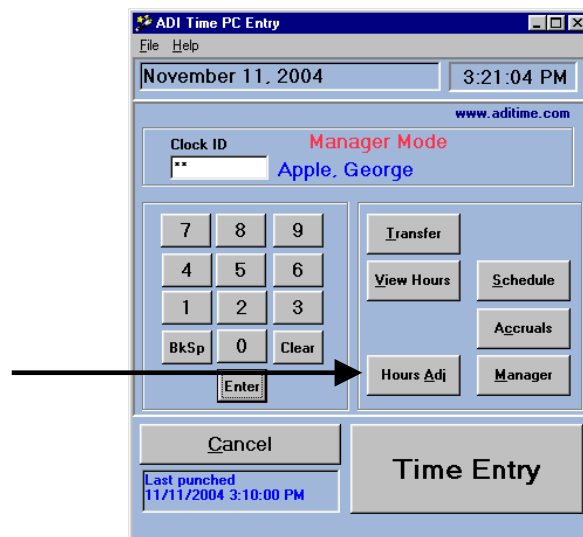 ADI Time PC Entry
File Help
November 11, 2004 3:21:04 PM
www.aditime.com
Clock ID Manager Mode
** Apple, George
7 8 9 Transfer
4 5 6 View Hours Schedule
1 2 3
Accruals
BkSp 0 Clear
Enter Hours Adj Manager
Cancel
Time Entry
Last punched
11/11/2004 3:10:00 PM